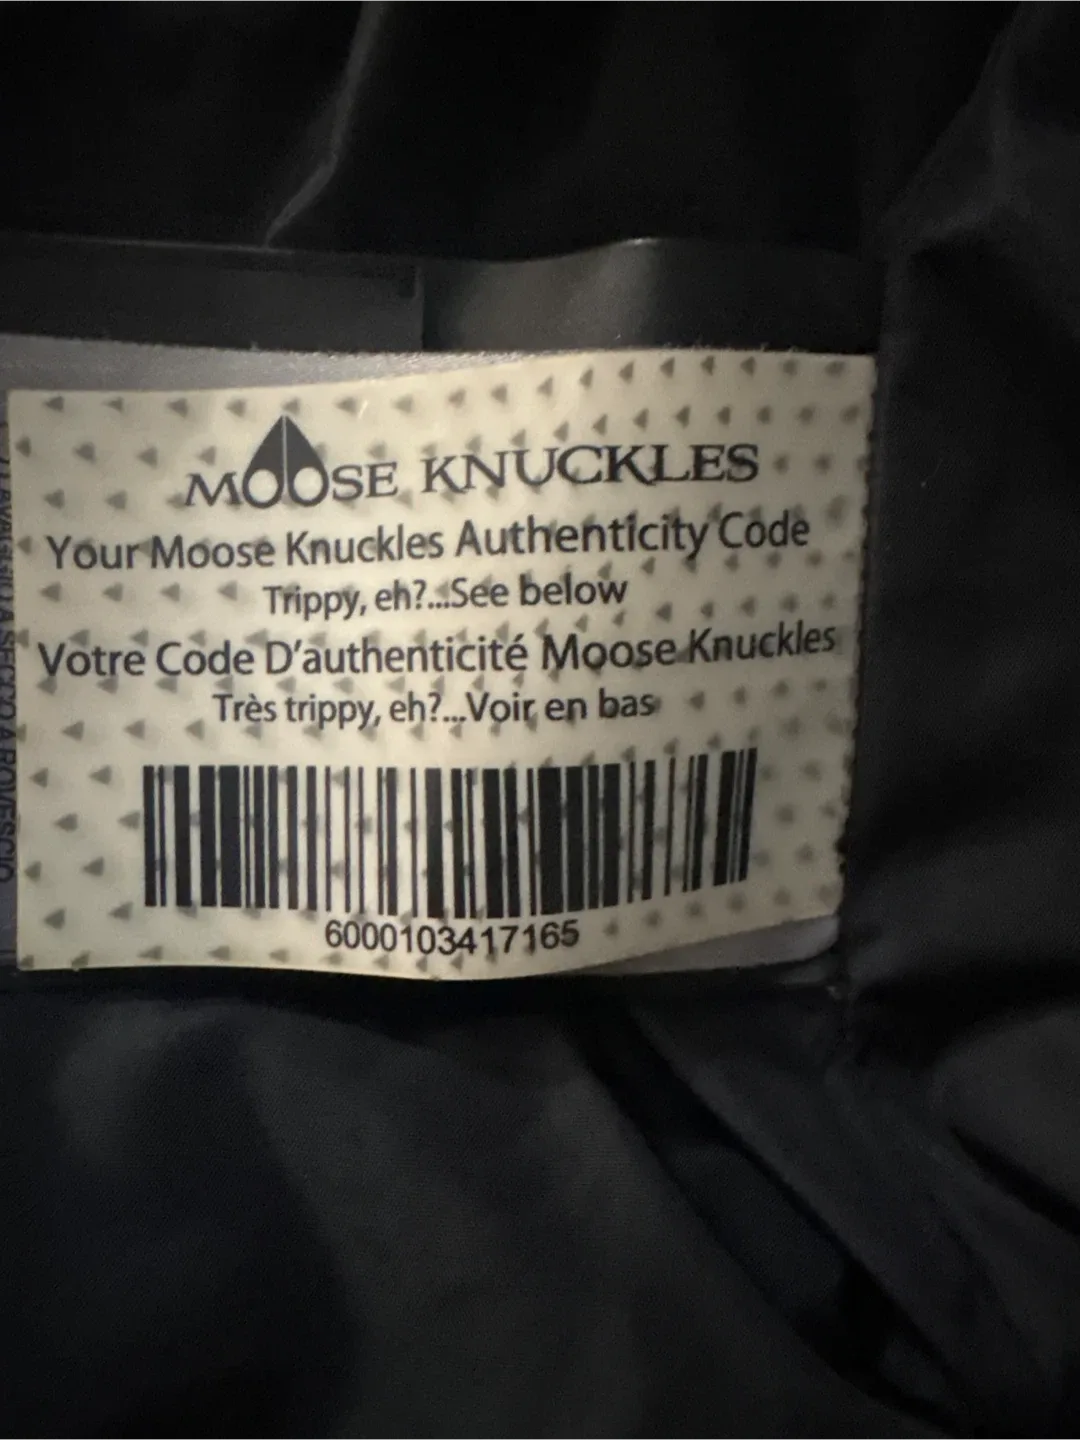 MOOSE KNUCKLES
Your Moose Knuckles Authenticity Code
Trippy, eh?...See below
Votre Code D'authenticité Moose Knuckles
Très trippy, eh?...Voir en bas
6000103417165